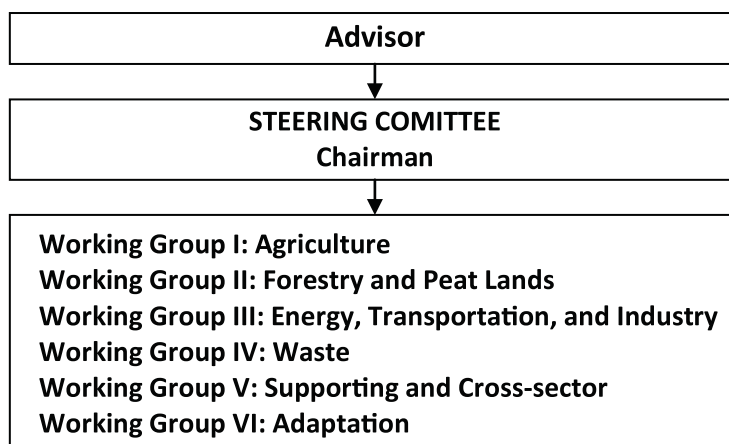 Advisor
STEERING COMITTEE
Chairman
Working Group I: Agriculture
Working Group II: Forestry and Peat Lands
Working Group III: Energy, Transportation, and Industry
Working Group IV: Waste
Working Group V: Supporting and Cross-sector
Working Group VI: Adaptation